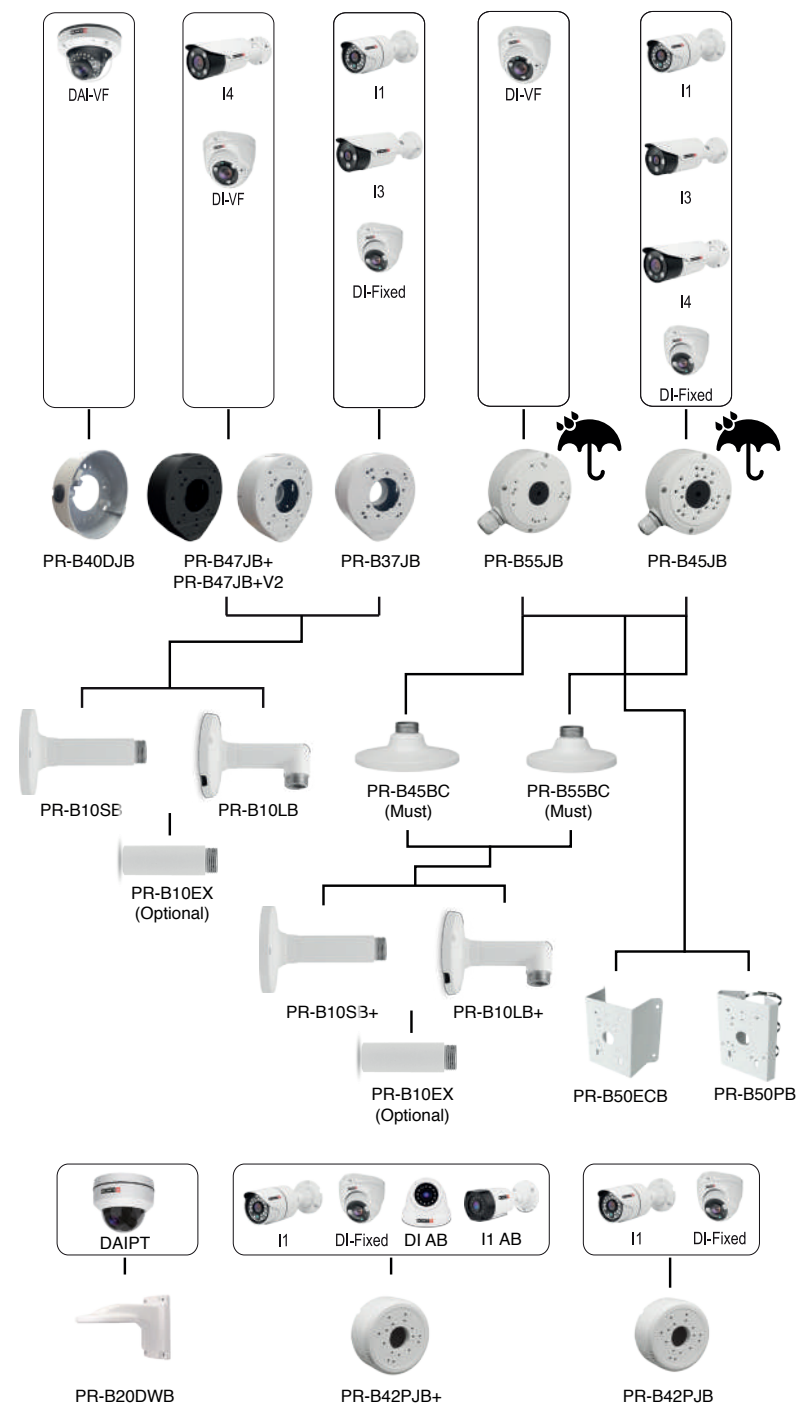 DAI-VF
I4
DI-VF
I1
I3
DI-Fixed
DI-VF
I1
I3
I4
DI-Fixed
PR-B40DJB
PR-B47JB+
PR-B47JB+V2
PR-B37JB
PR-B55JB
PR-B45JB
PR-B10SB
PR-B10LB
PR-B45BC
(Must)
PR-B55BC
(Must)
PR-B10EX
(Optional)
PR-B10SB+
PR-B10LB+
PR-B10EX
(Optional)
PR-B50ECB
PR-B50PB
DAIPT
I1
DI-Fixed
DI AB
I1 AB
I1
DI-Fixed
PR-B20DWB
PR-B42PJB+
PR-B42PJB